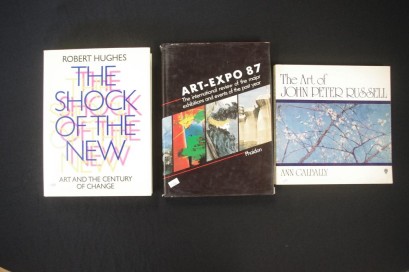 ROBERT HUGHES
THE
SHOCK
OF THE
NEW
ART AND THE CENTURY
OF CHANGE
ART-EXPO 87
The international review of the major
exhibitions and events of the past year
Phaidon
The Art of
JOHN PETER RUSSELL
ANN GALBALLY